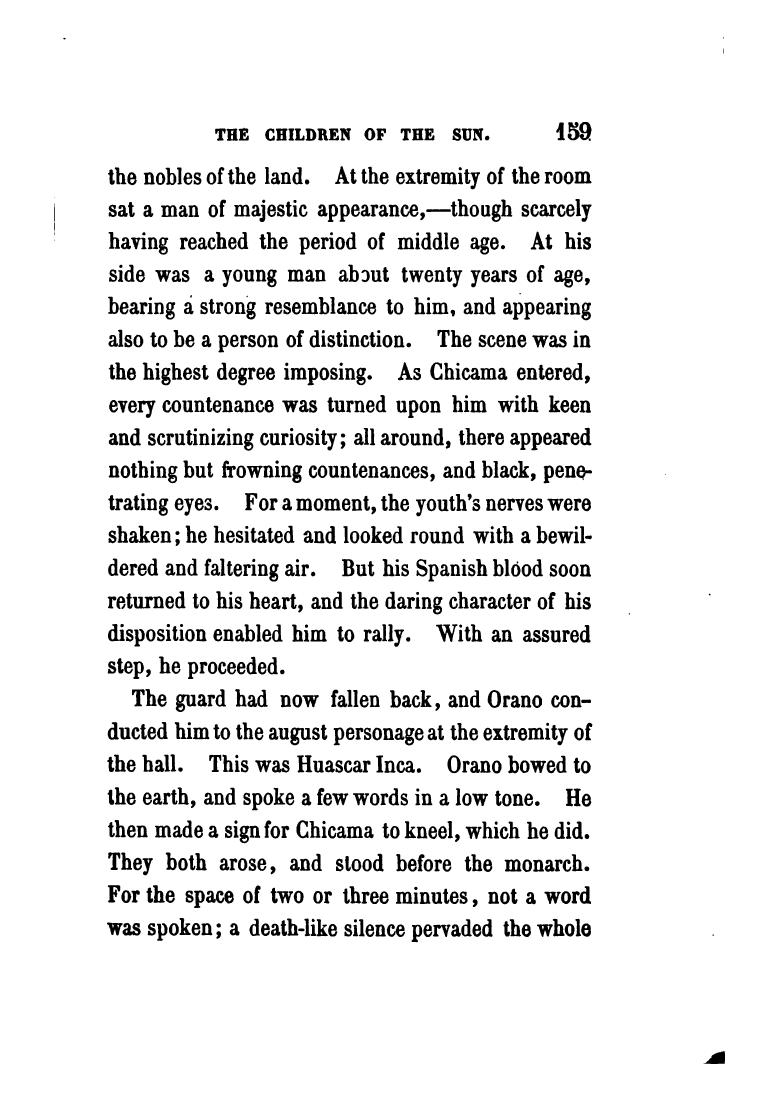 THE CHILDREN OF THE SUN. 159
the nobles of the land. At the extremity of the room
sat a man of majestic appearance,—though scarcely
having reached the period of middle age. At his
side was a young man about twenty years of age,
bearing a strong resemblance to him, and appearing
also to be a person of distinction. The scene was in
the highest degree imposing. As Chicama entered,
every countenance was turned upon him with keen
and scrutinizing curiosity; all around, there appeared
nothing but frowning countenances, and black, pene-
trating eyes. For a moment, the youth's nerves were
shaken; he hesitated and looked round with a bewil-
dered and faltering air. But his Spanish blood soon
returned to his heart, and the daring character of his
disposition enabled him to rally. With an assured
step, he proceeded.
The guard had now fallen back, and Orano con-
ducted him to the august personage at the extremity of
the hall. This was Huascar Inca. Orano bowed to
the earth, and spoke a few words in a low tone. He
then made a sign for Chicama to kneel, which he did.
They both arose, and stood before the monarch.
For the space of two or three minutes, not a word
was spoken; a death-like silence pervaded the whole